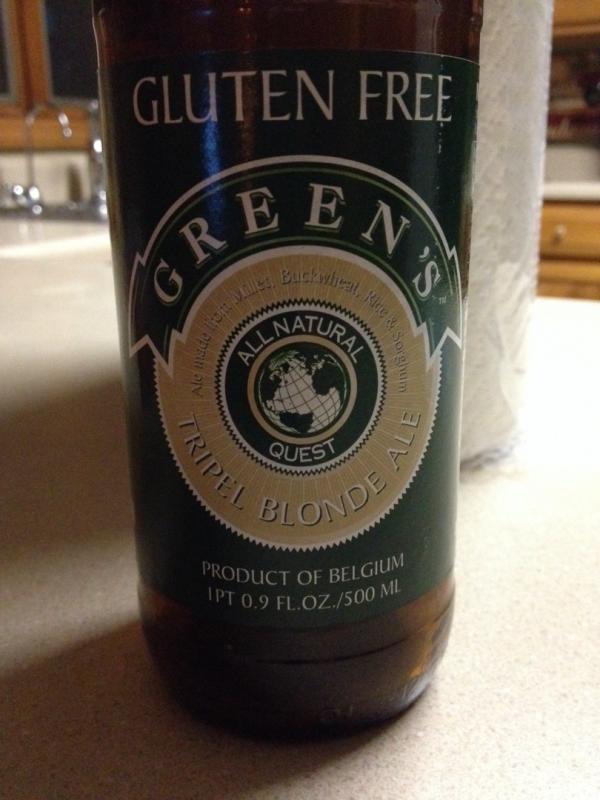 GLUTEN FREE
GREEN'S™
Ale made from Millet, Buckwheat, Rice & Sorghum
ALL NATURAL
QUEST
TRIPEL BLONDE ALE
PRODUCT OF BELGIUM
1PT 0.9 FL.OZ./500 ML